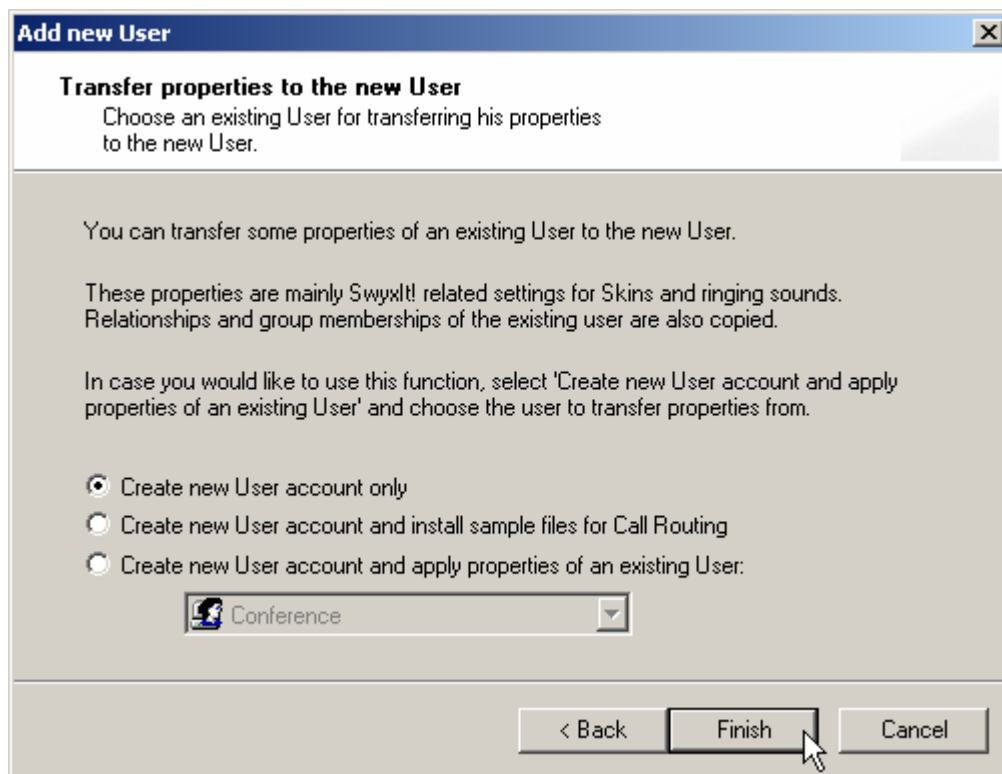 Add new User
Transfer properties to the new User
Choose an existing User for transferring his properties
to the new User.
You can transfer some properties of an existing User to the new User.
These properties are mainly SwyxIt! related settings for Skins and ringing sounds.
Relationships and group memberships of the existing user are also copied.
In case you would like to use this function, select 'Create new User account and apply
properties of an existing User' and choose the user to transfer properties from.
Create new User account only
Create new User account and install sample files for Call Routing
Create new User account and apply properties of an existing User:
Conference
< Back Finish Cancel